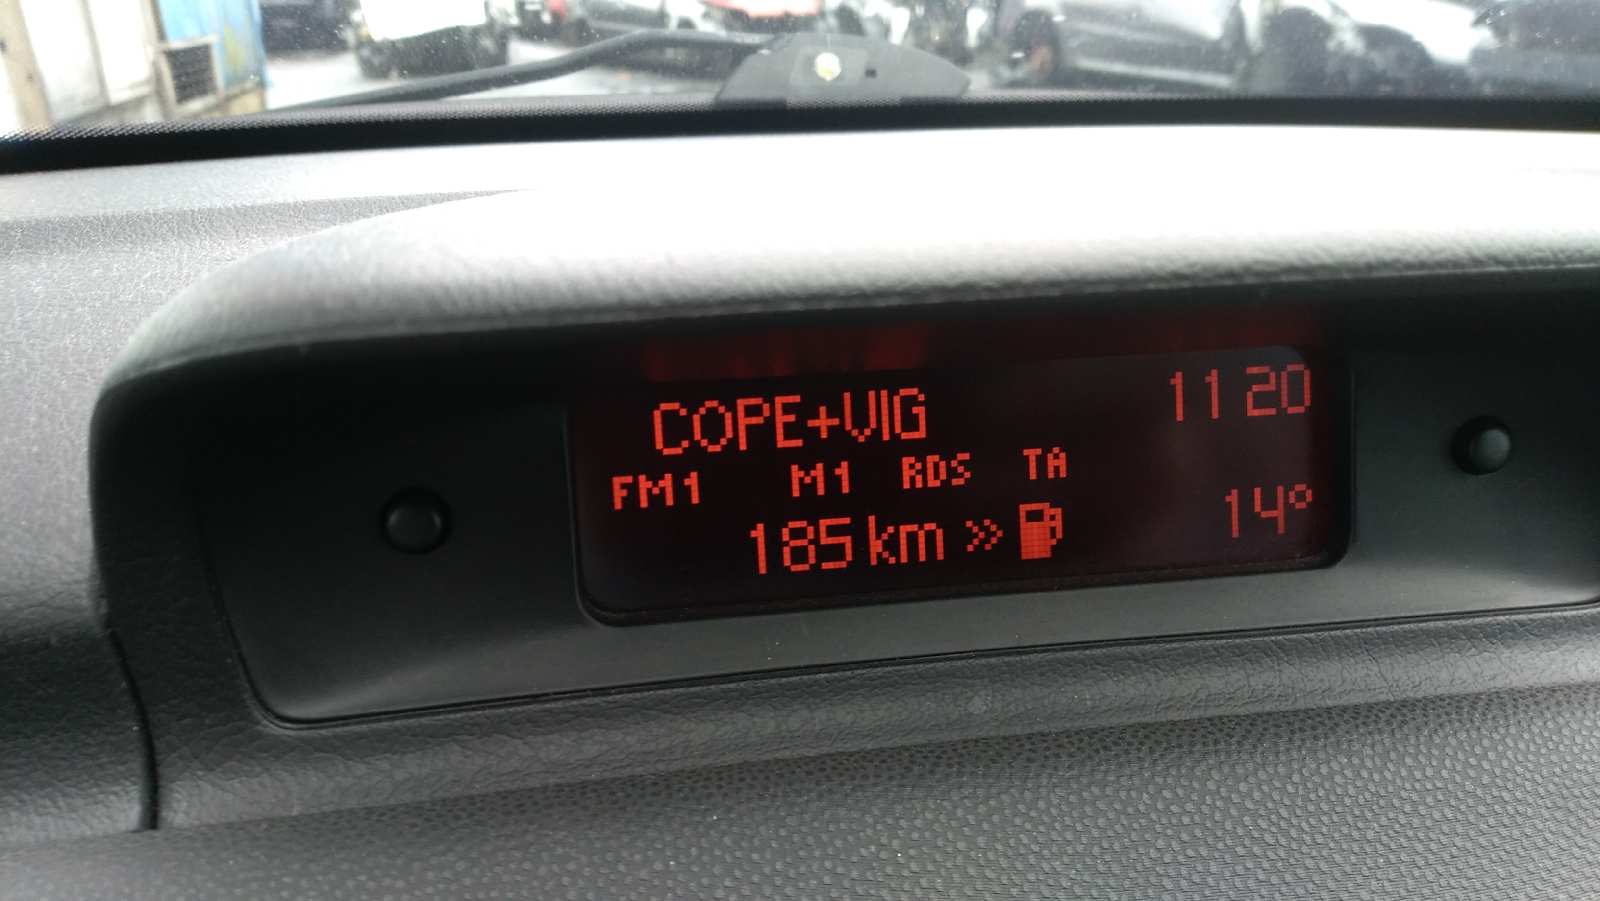 COPE+VIG 11 20
FM1 M1 RDS TA
185 km » 14°